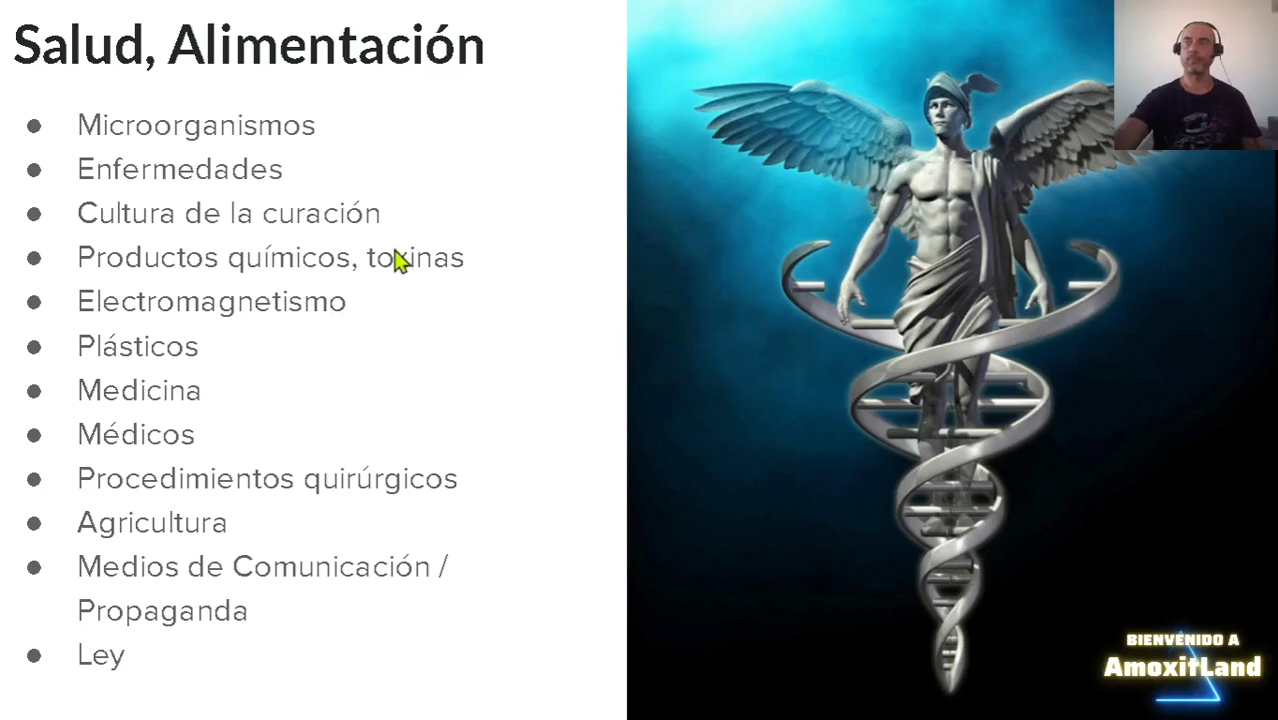 Salud, Alimentación
Microorganismos
Enfermedades
Cultura de la curación
Productos químicos, toxinas
Electromagnetismo
Plásticos
Medicina
Médicos
Procedimientos quirúrgicos
Agricultura
Medios de Comunicación /
Propaganda
Ley
BIENVENIDO A
AmoxitLand